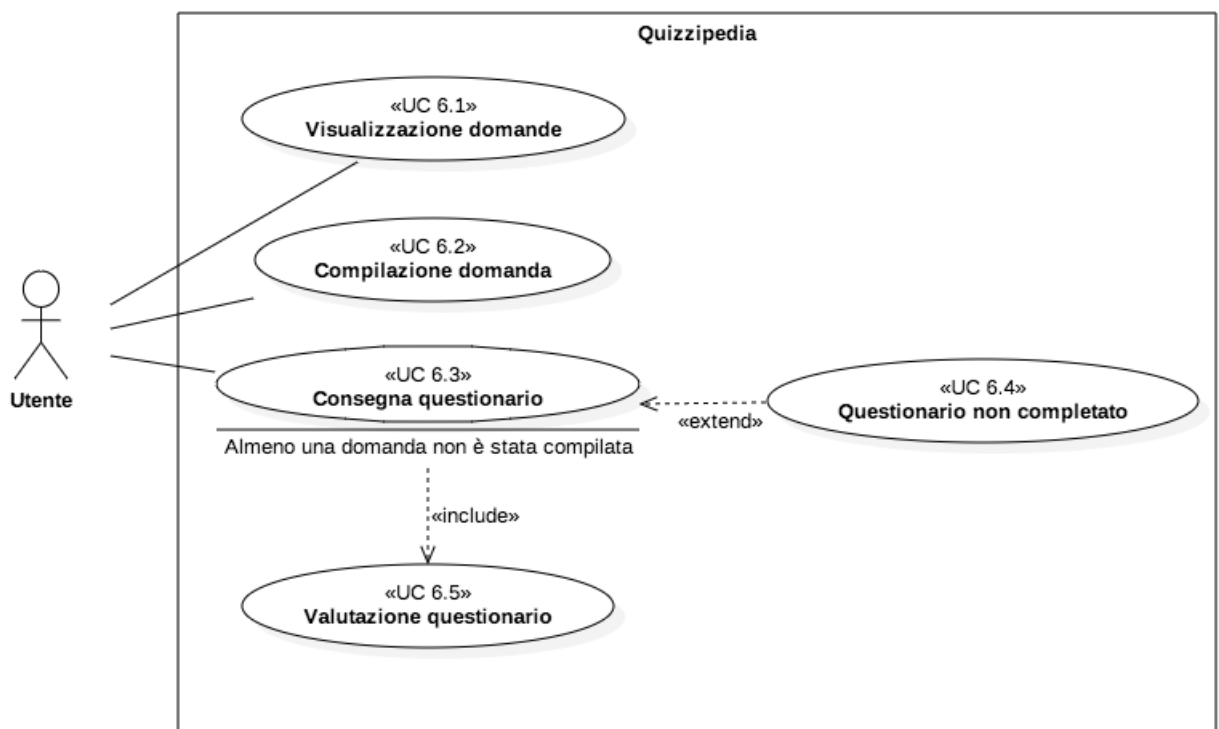 Quizzipedia
«UC 6.1»
Visualizzazione domande
«UC 6.2»
Compilazione domanda
Utente
«UC 6.3»
Consegna questionario
Almeno una domanda non è stata compilata
«extend»
«UC 6.4»
Questionario non completato
«include»
«UC 6.5»
Valutazione questionario